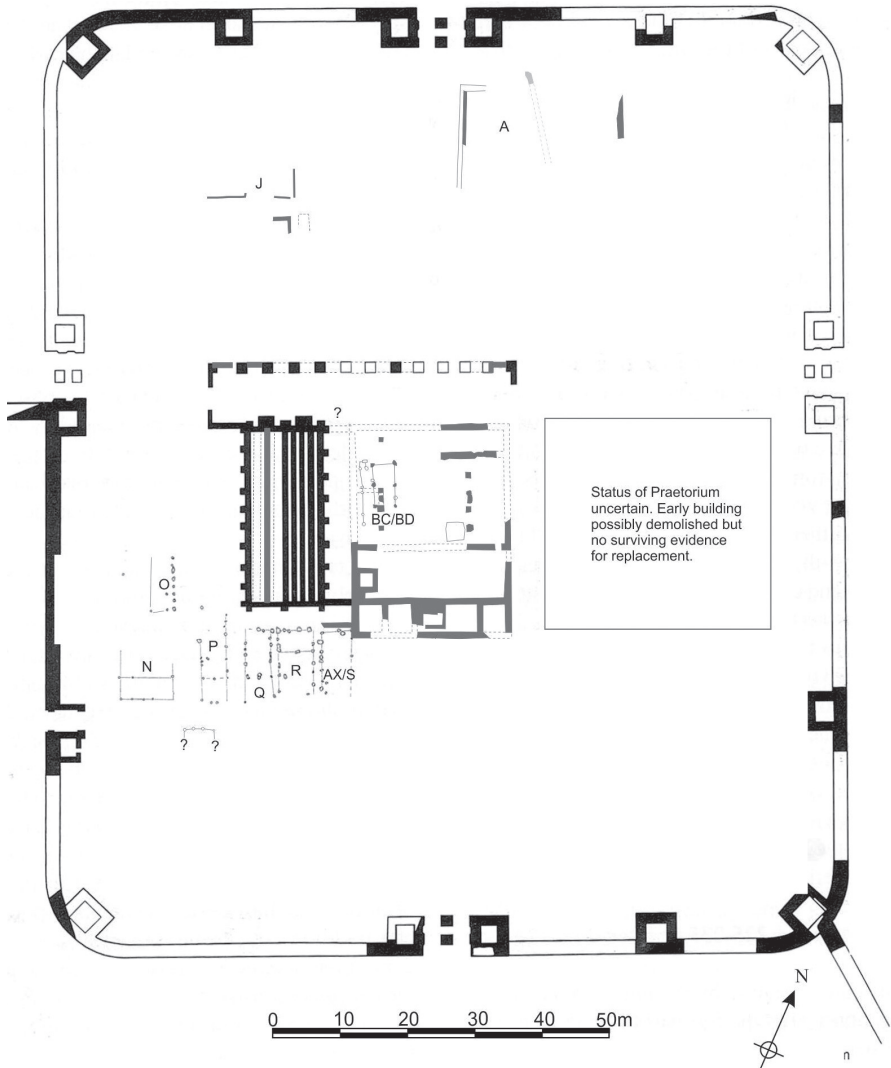 A
J
?
Status of Praetorium
uncertain. Early building
possibly demolished but
no surviving evidence
for replacement.
BC/BD
O
P
N
R
AX/S
Q
? ?
N
0 10 20 30 40 50m
n